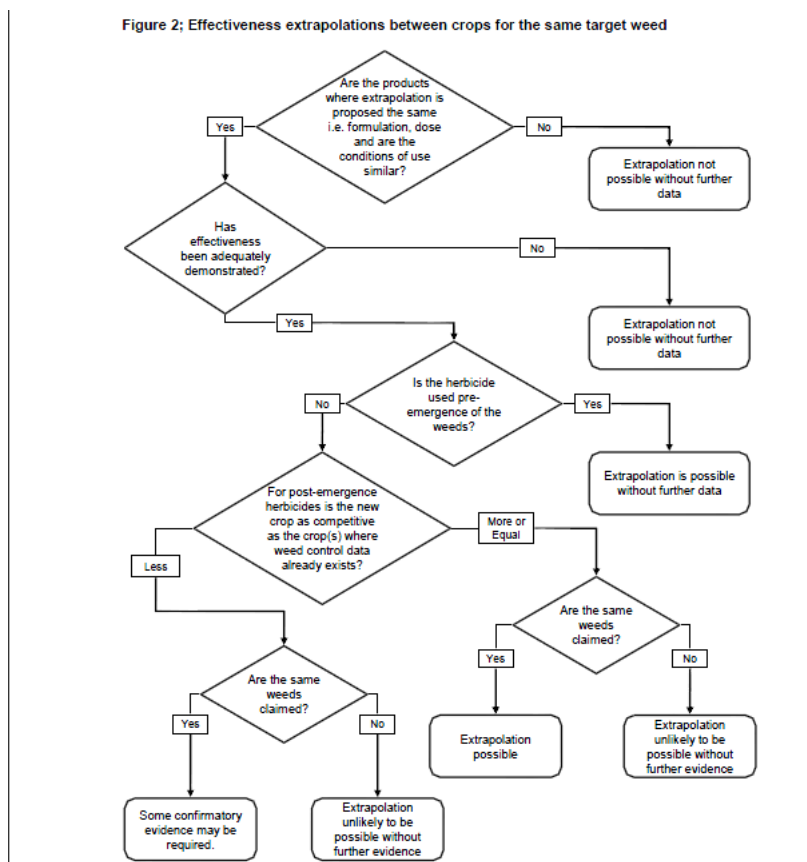 Figure 2; Effectiveness extrapolations between crops for the same target weed
Are the products
where extrapolation is
proposed the same
i.e. formulation, dose
and are the
conditions of use
similar?
Yes
No
Extrapolation not
possible without further
data
Has
effectiveness
been adequately
demonstrated?
No
Yes
Extrapolation not
possible without further
data
Is the herbicide
used pre-
emergence of the
weeds?
No
Yes
Extrapolation is possible
without further data
For post-emergence
herbicides is the new
crop as competitive
as the crop(s) where
weed control data
already exists?
More or
Equal
Less
Are the same
weeds
claimed?
Yes
No
Are the same
weeds
claimed?
Yes
No
Extrapolation
possible
Extrapolation
unlikely to be
possible without
further evidence
Some confirmatory
evidence may be
required.
Extrapolation
unlikely to be
possible without
further evidence